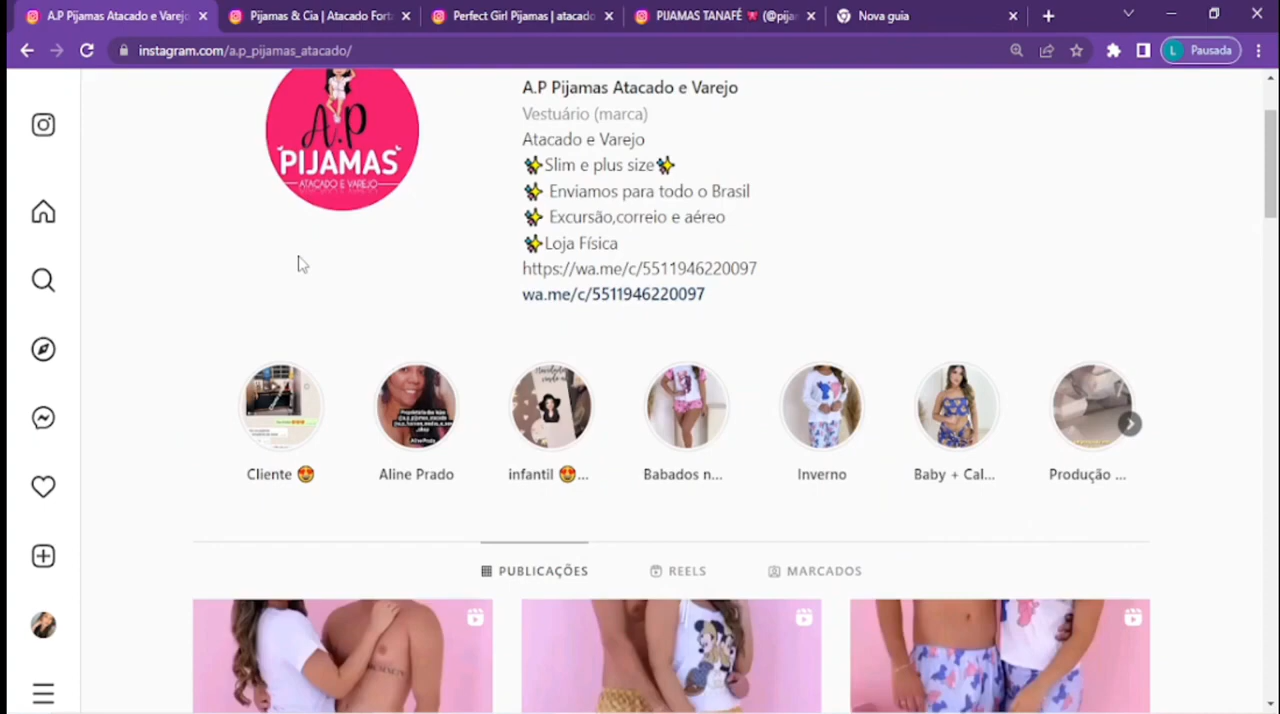 A.P Pijamas Atacado e Varejo
Pijamas & Cia | Atacado Fort
Perfect Girl Pijamas | atacado
PIJAMAS TANAFÉ 🎀 (@pijam
Nova guia
instagram.com/a.p_pijamas_atacado/
L Pausada
A.P
PIJAMAS
ATACADO E VAREJO
A.P Pijamas Atacado e Varejo
Vestuário (marca)
Atacado e Varejo
✨Slim e plus size✨
✨ Enviamos para todo o Brasil
✨ Excursão,correio e aéreo
✨Loja Física
https://wa.me/c/5511946220097
wa.me/c/5511946220097
Cliente 😍
Aline Prado
infantil 😍...
Babados n...
Inverno
Baby + Cal...
Produção ...
PUBLICAÇÕES
REELS
MARCADOS